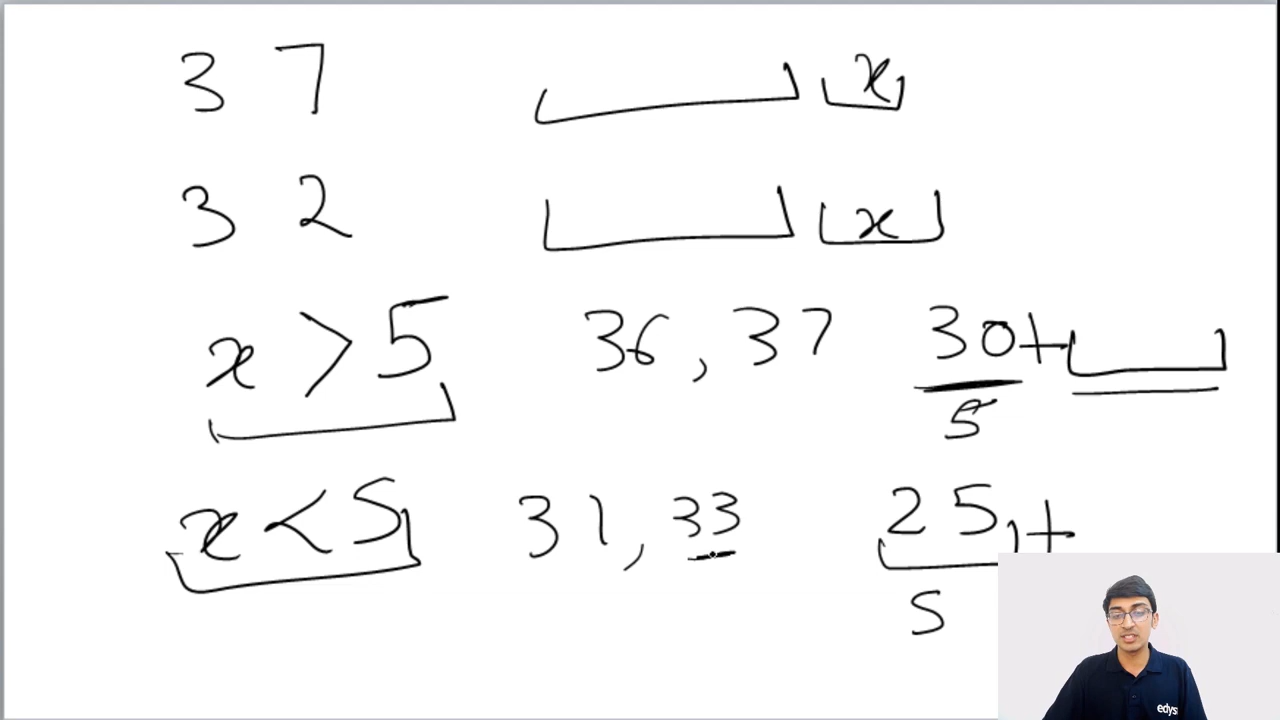 3 7 x
3 2 x
x > 5 36, 37 30+
5
x < 5 31, 33 25 +
5
edys